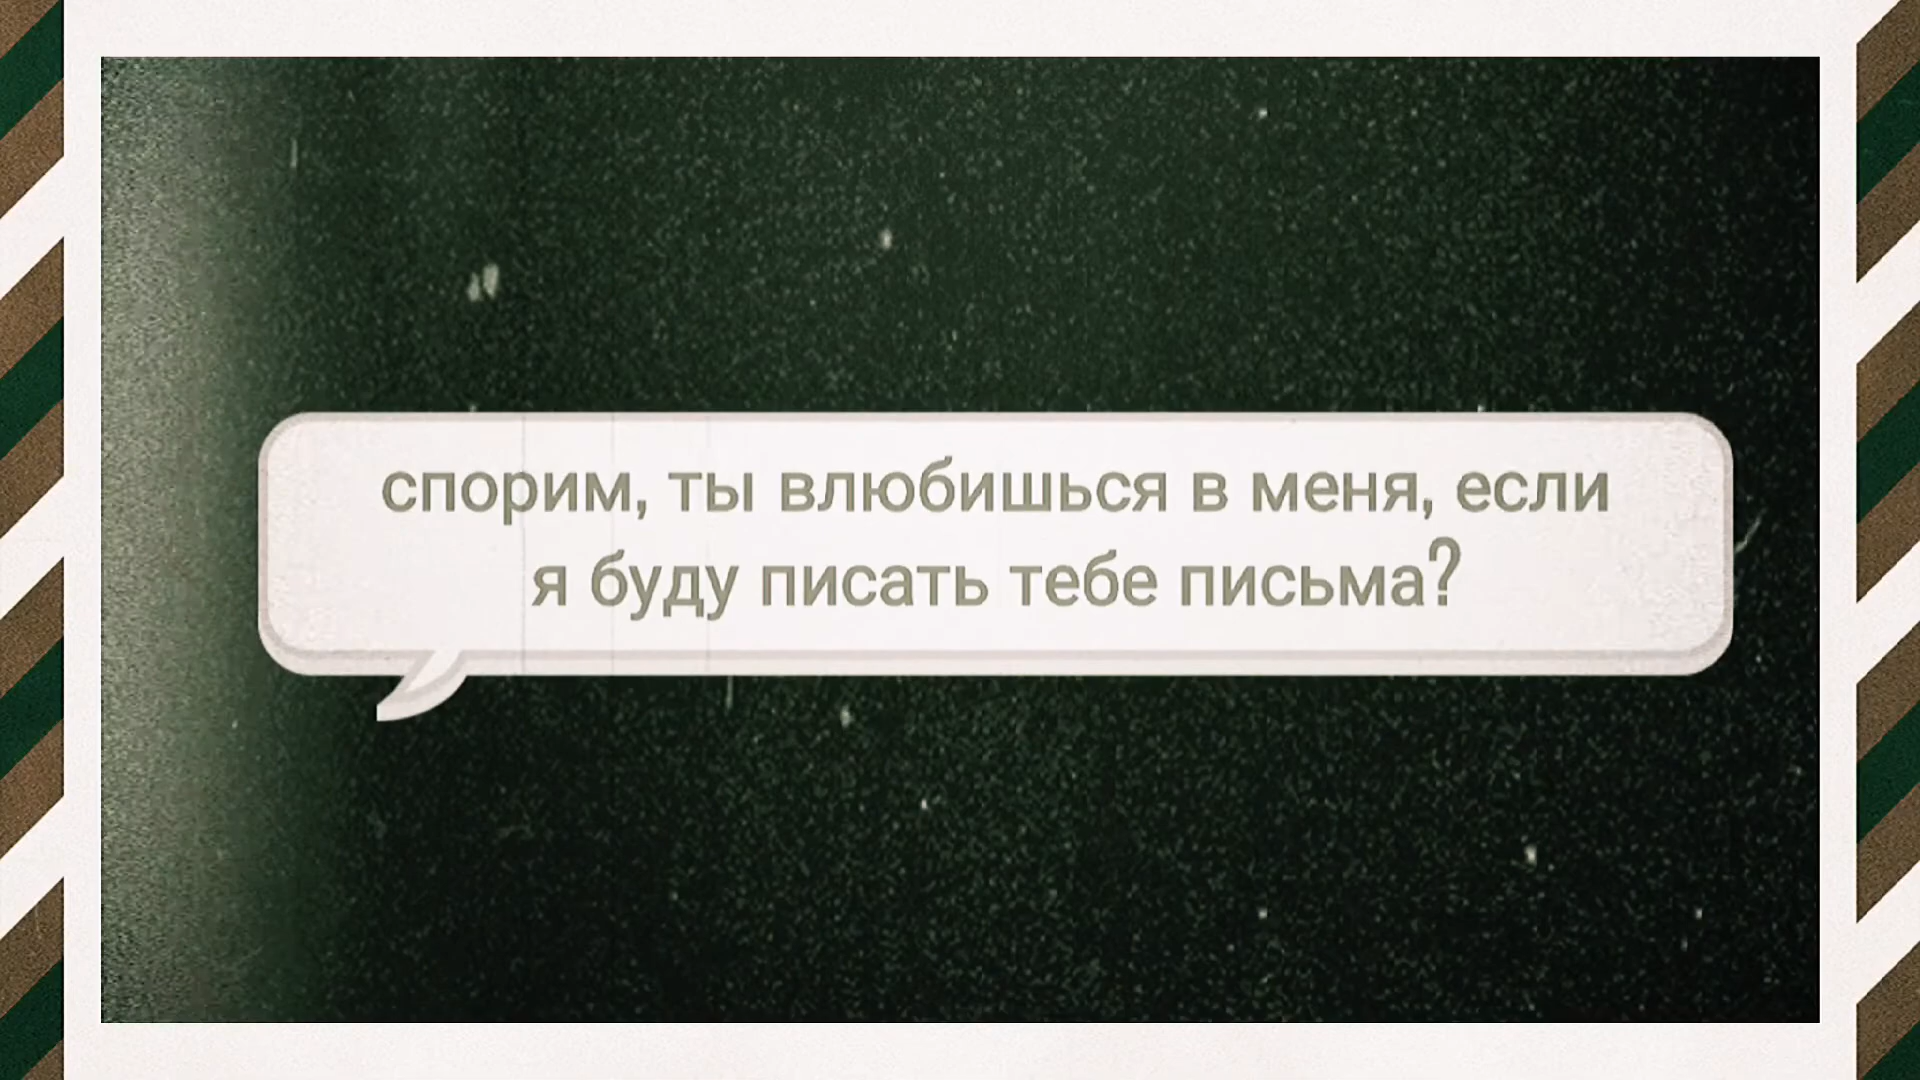 спорим, ты влюбишься в меня, если
я буду писать тебе письма?